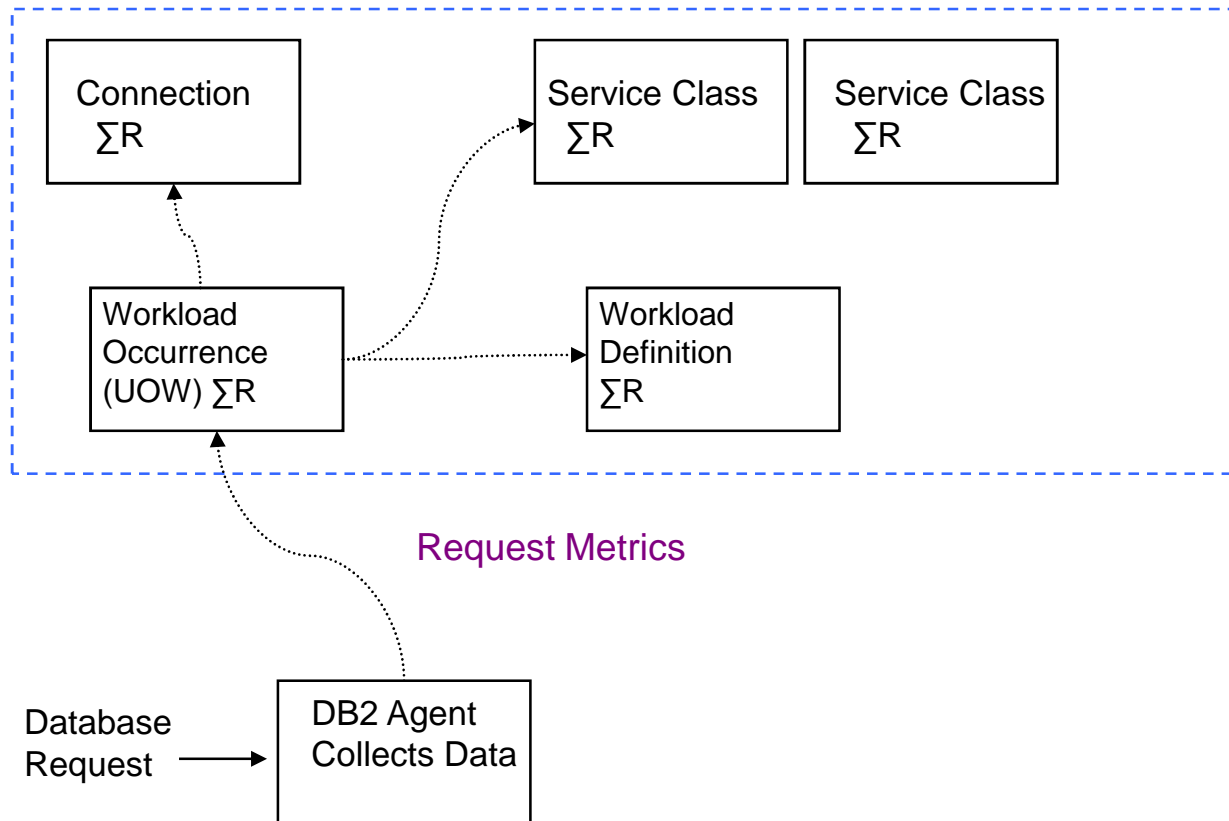 Connection
∑R
Service Class
∑R
Service Class
∑R
Workload
Occurrence
(UOW) ∑R
Workload
Definition
∑R
Request Metrics
Database
Request
DB2 Agent
Collects Data